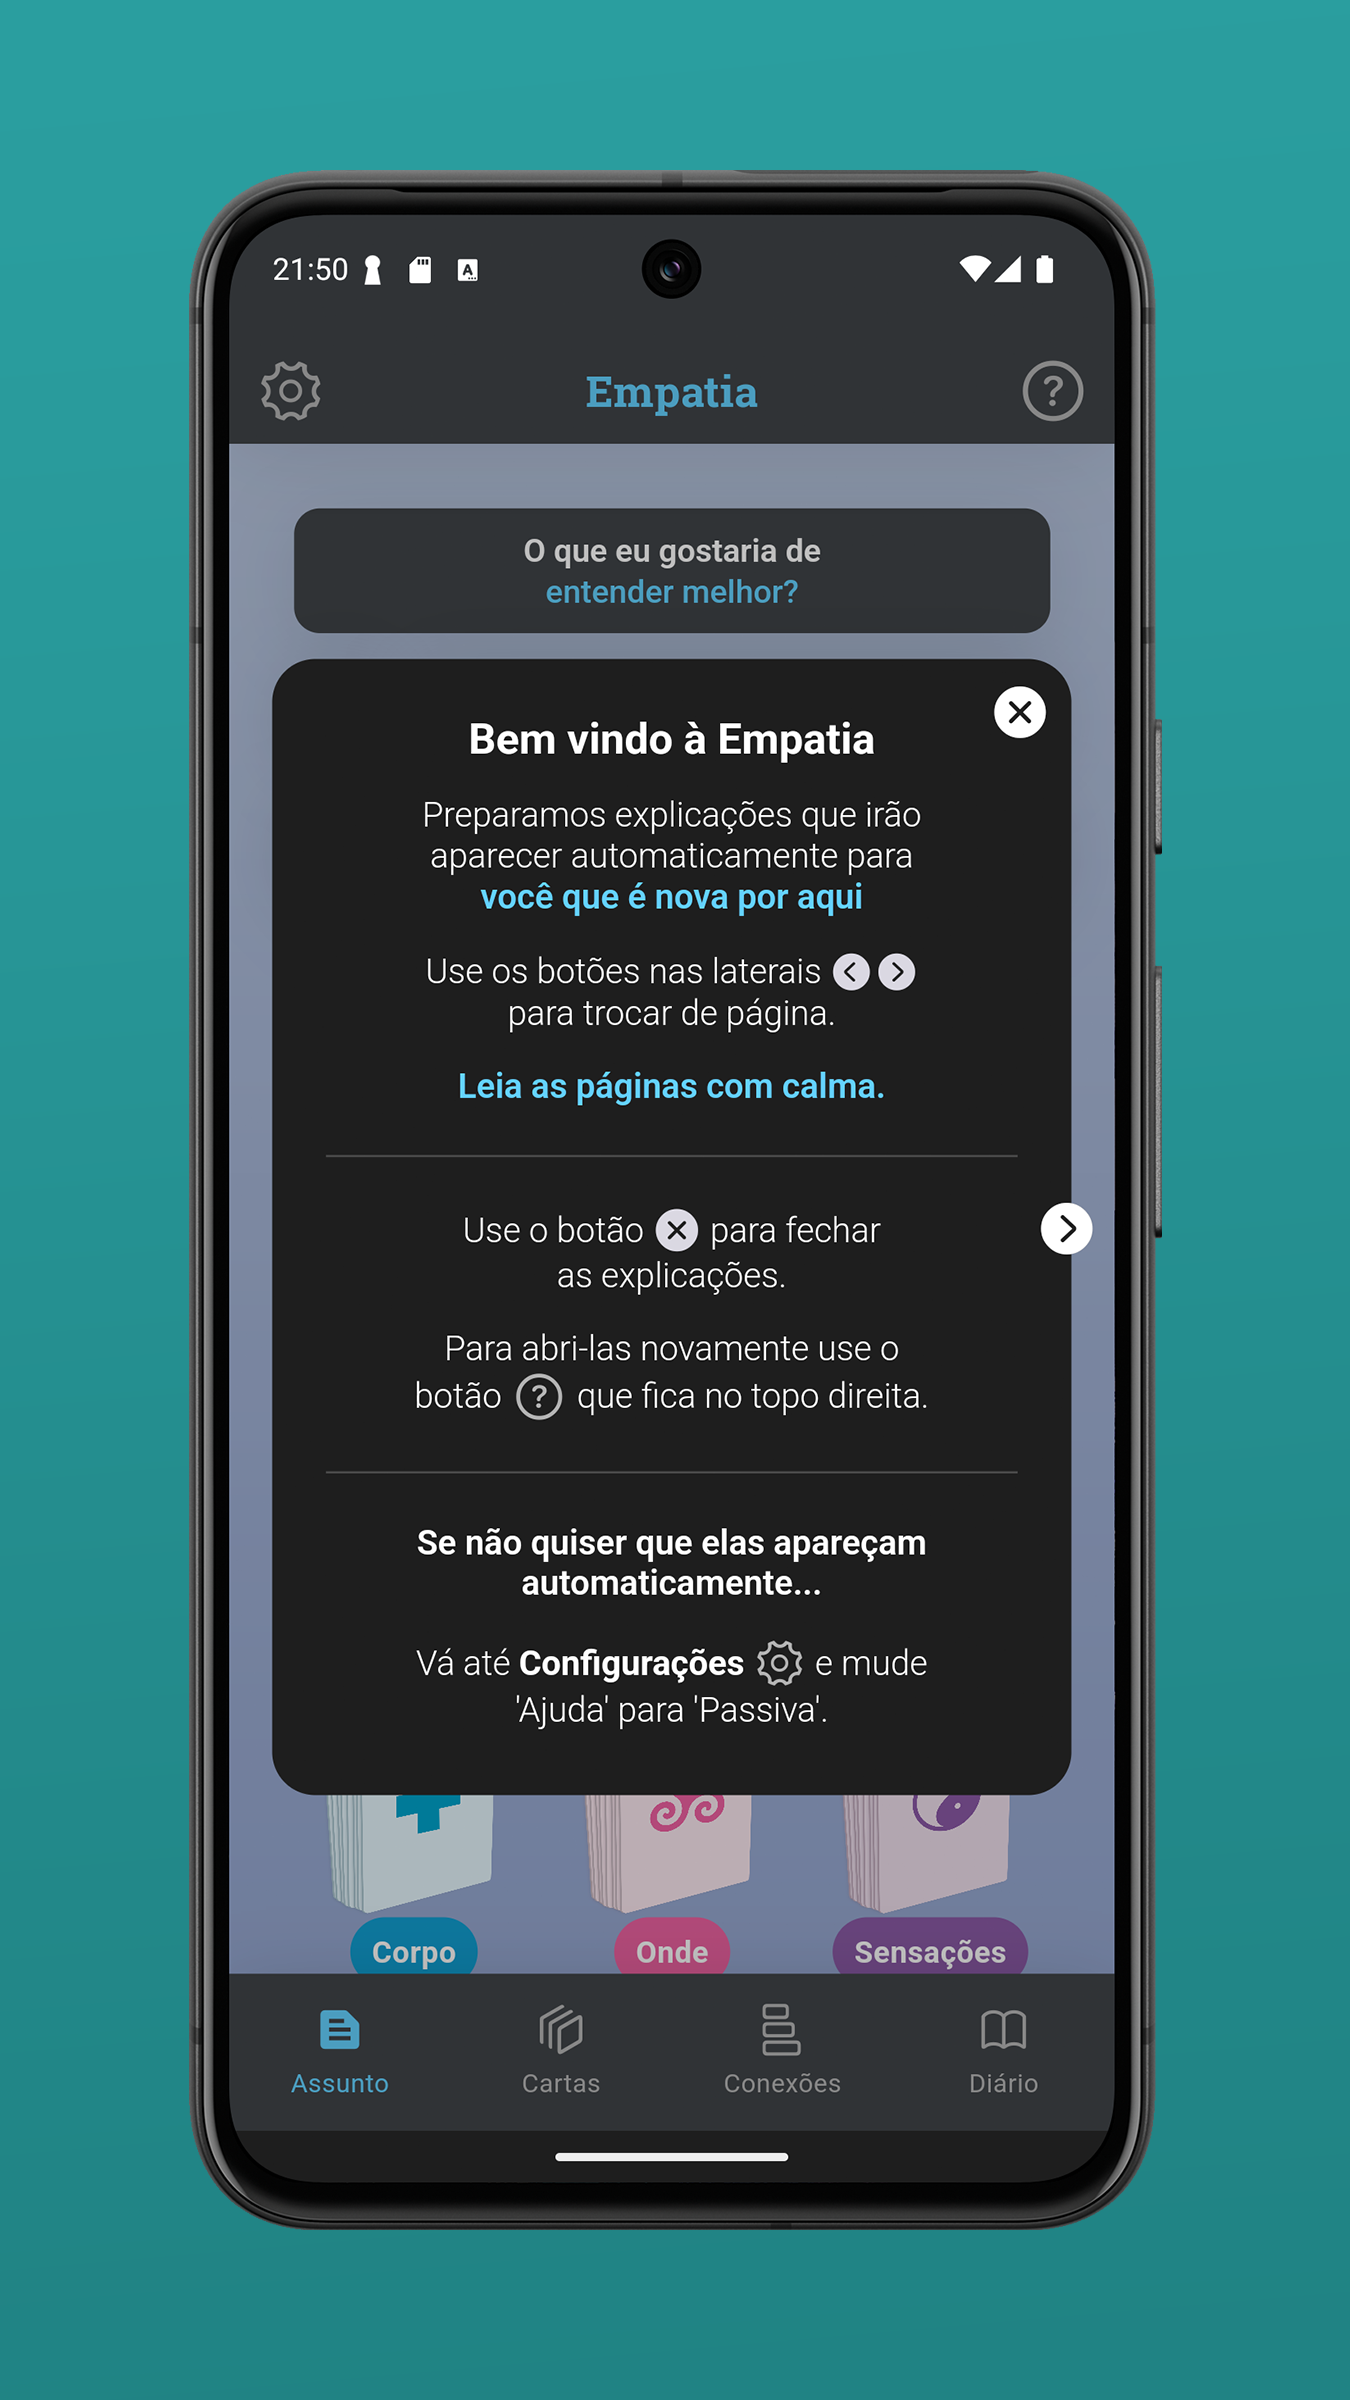 21:50
Empatia
O que eu gostaria de
entender melhor?
Bem vindo à Empatia
Preparamos explicações que irão
aparecer automaticamente para
você que é nova por aqui
Use os botões nas laterais
para trocar de página.
Leia as páginas com calma.
Use o botão para fechar
as explicações.
Para abri-las novamente use o
botão ? que fica no topo direita.
Se não quiser que elas apareçam
automaticamente...
Vá até Configurações e mude
'Ajuda' para 'Passiva'.
Corpo Onde Sensações
Assunto Cartas Conexões Diário